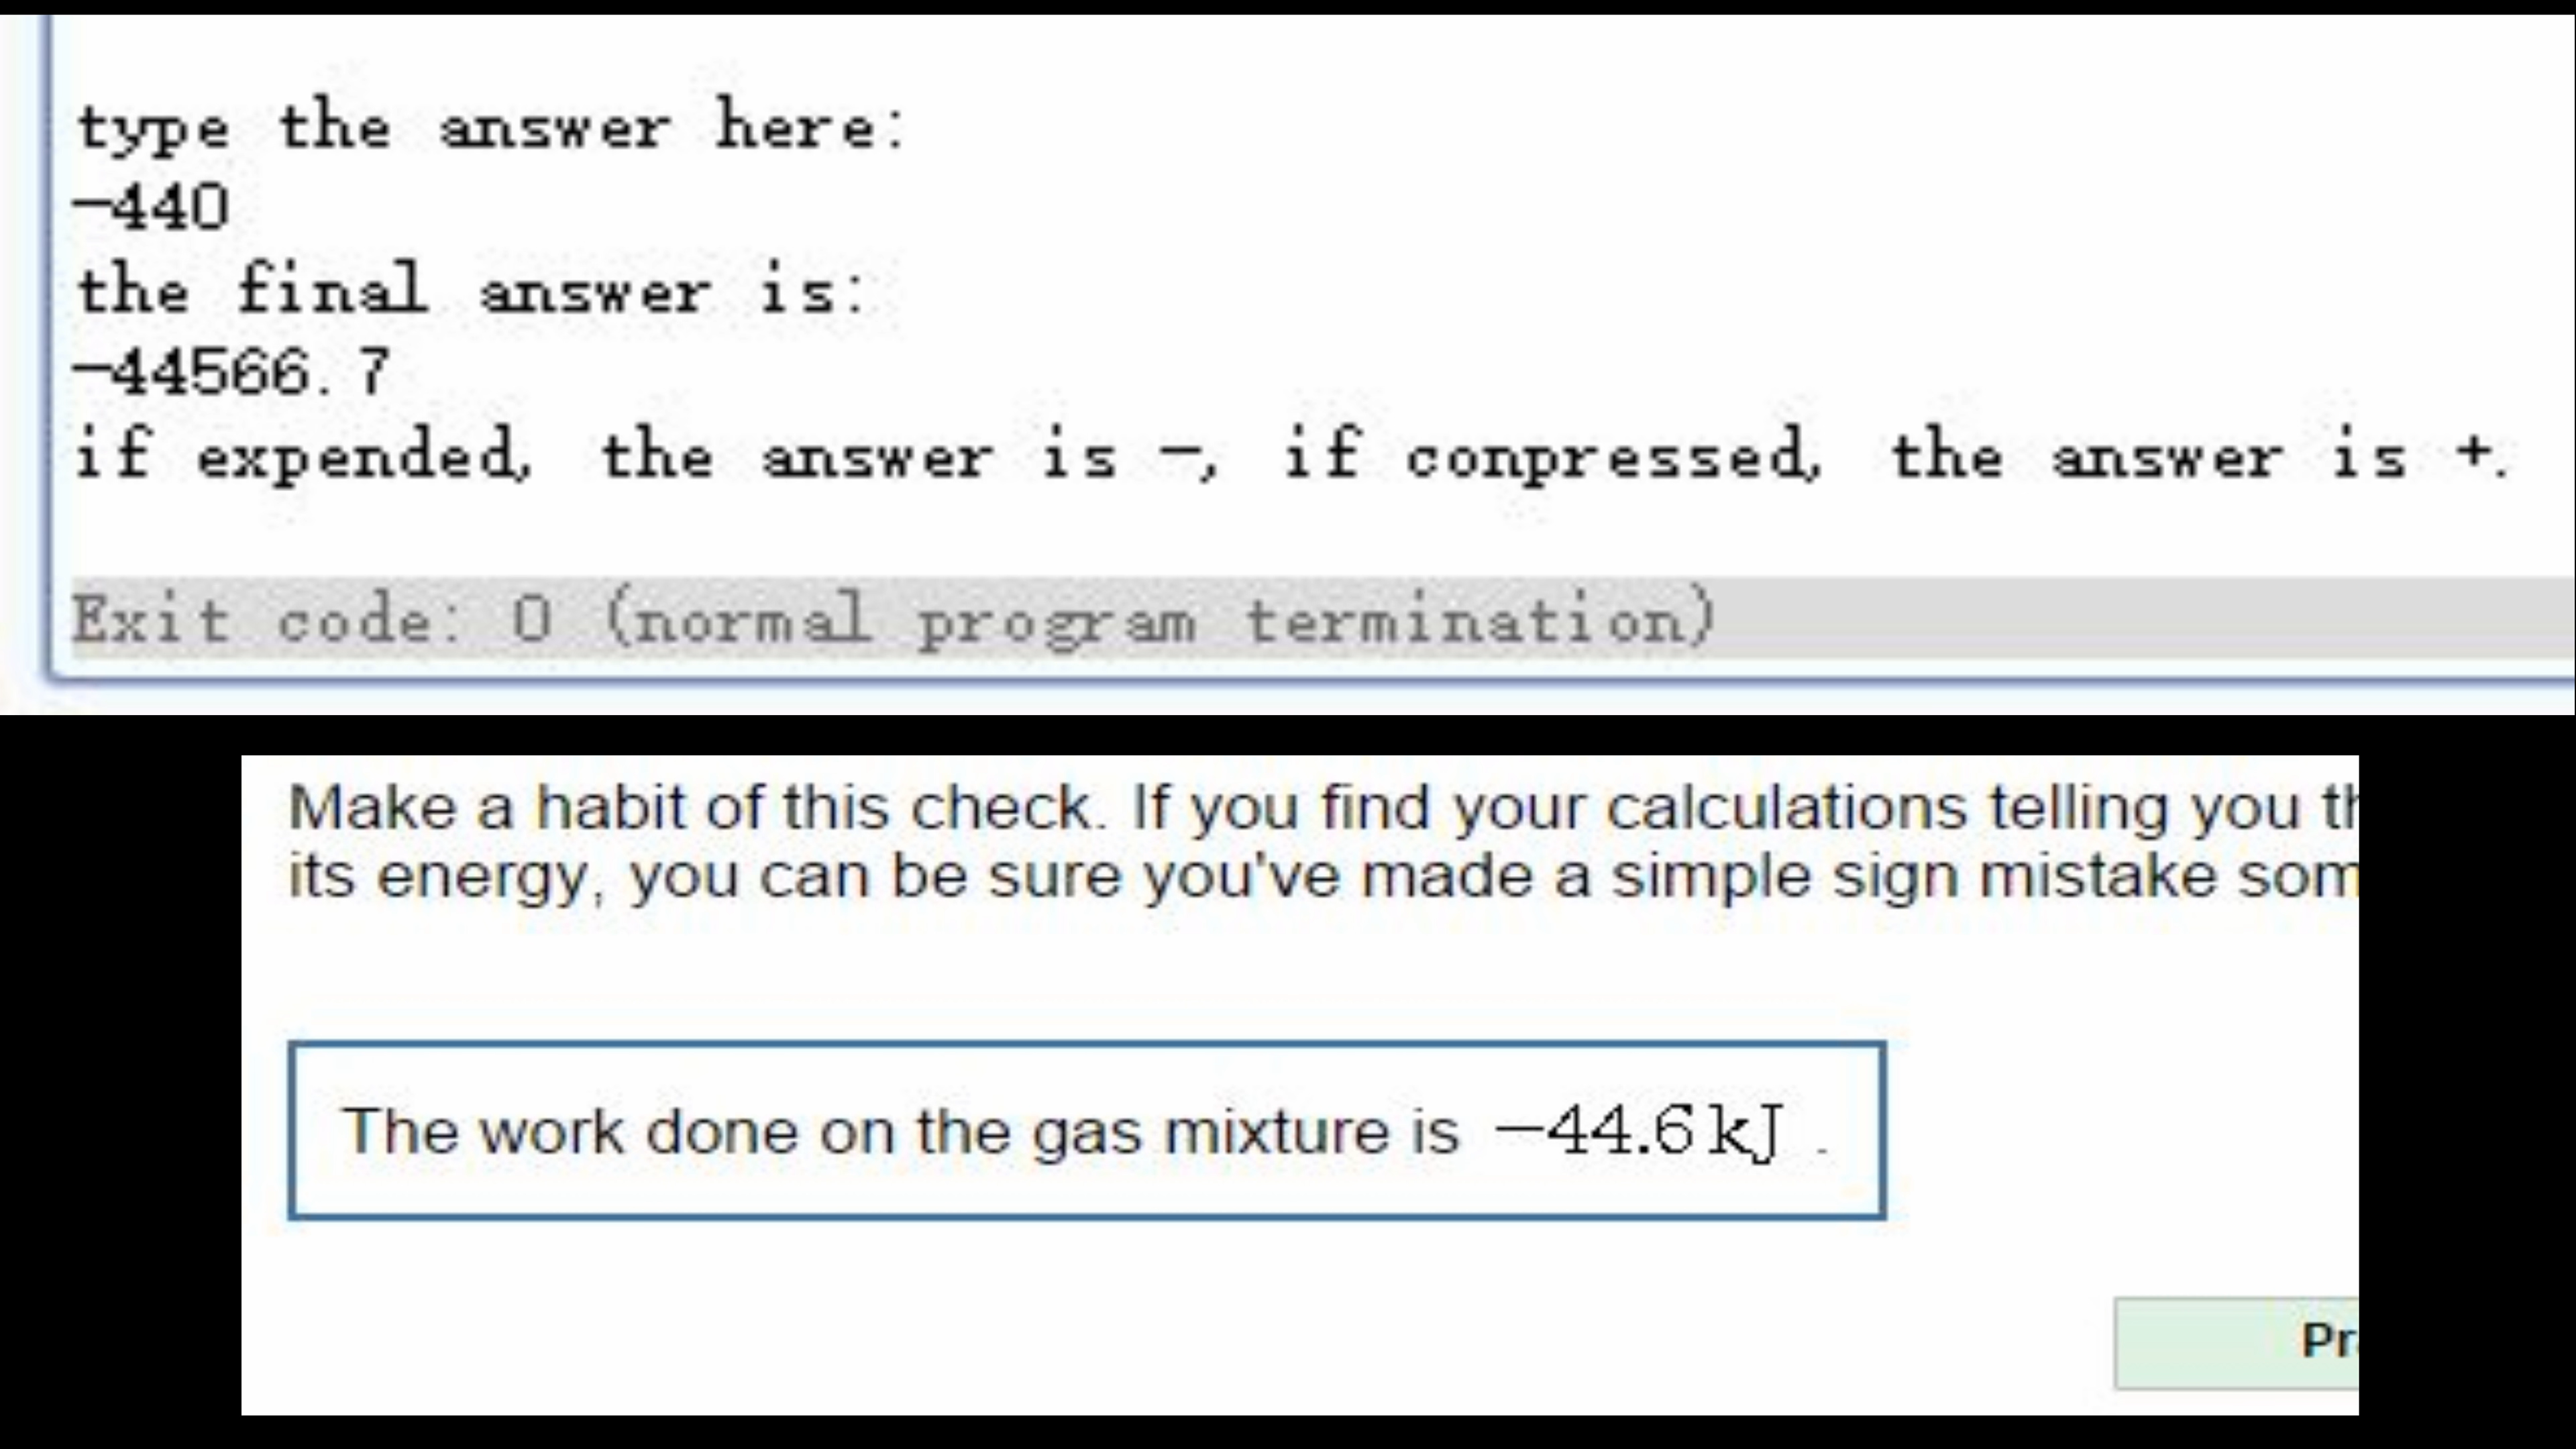 type the answer here:
-440
the final answer is:
-44566.7
if expended, the answer is -, if conpressed, the answer is +.
Exit code: 0 (normal program termination)
Make a habit of this check. If you find your calculations telling you
its energy, you can be sure you've made a simple sign mistake
The work done on the gas mixture is -44.6 kJ .